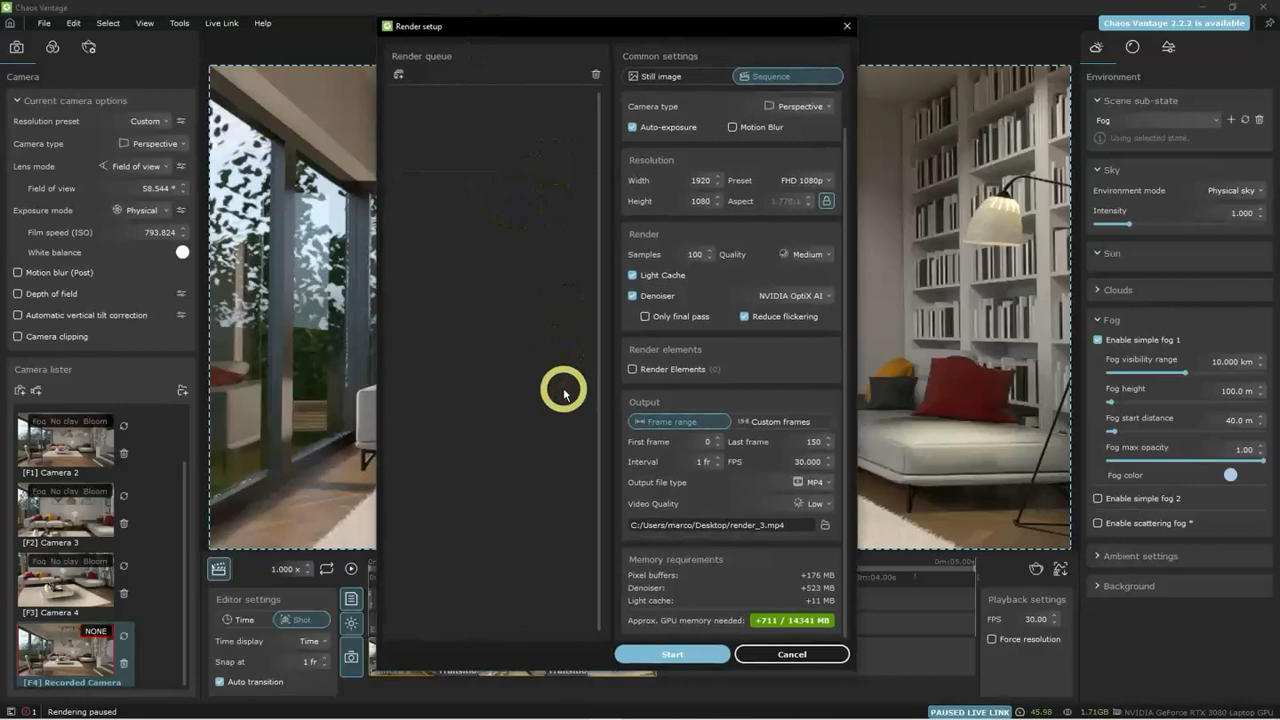 Chaos Vantage
File Edit Select View Tools Live Link Help
Chaos Vantage 2.2.2 is available
Camera
Current camera options
Resolution preset Custom
Camera type Perspective
Lens mode Field of view
Field of view 58.544 °
Exposure mode Physical
Film speed (ISO) 793.824
White balance
Motion blur (Post)
Depth of field
Automatic vertical tilt correction
Camera clipping
Camera lister
Fog No clay Bloom
[F1] Camera 2
Fog No clay Bloom
[F2] Camera 3
Fog No clay Bloom
[F3] Camera 4
NONE
[F4] Recorded Camera
Render setup
Render queue
Common settings
Still image Sequence
Camera type Perspective
Auto-exposure Motion Blur
Resolution
Width 1920 Preset FHD 1080p
Height 1080 Aspect 1.778:1
Render
Samples 100 Quality Medium
Light Cache
Denoiser NVIDIA OptiX AI
Only final pass Reduce flickering
Render elements
Render Elements (0)
Output
Frame range Custom frames
First frame 0 Last frame 150
Interval 1 fr FPS 30.000
Output file type MP4
Video Quality Low
C:/Users/marco/Desktop/render_3.mp4
Memory requirements
Pixel buffers: +176 MB
Denoiser: +523 MB
Light cache: +11 MB
Approx. GPU memory needed: +711 / 14341 MB
Start Cancel
1.000 x
Editor settings
Time Shot
Time display Time
Snap at 1 fr
Auto transition
0m:05.00s
0m:04.00s
Playback settings
FPS 30.00
Force resolution
Environment
Scene sub-state
Fog
Using selected state.
Sky
Environment mode Physical sky
Intensity 1.000
Sun
Clouds
Fog
Enable simple fog 1
Fog visibility range 10.000 km
Fog height 100.0 m
Fog start distance 40.0 m
Fog max opacity 1.00
Fog color
Enable simple fog 2
Enable scattering fog *
Ambient settings
Background
1 Rendering paused
PAUSED LIVE LINK 45.98 1.71GB NVIDIA GeForce RTX 3080 Laptop GPU